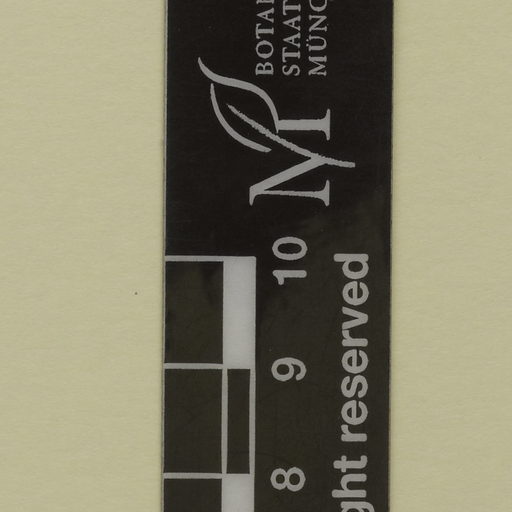 BOTAN
STAAT
MÜNC
M
10
9
8
ght reserved